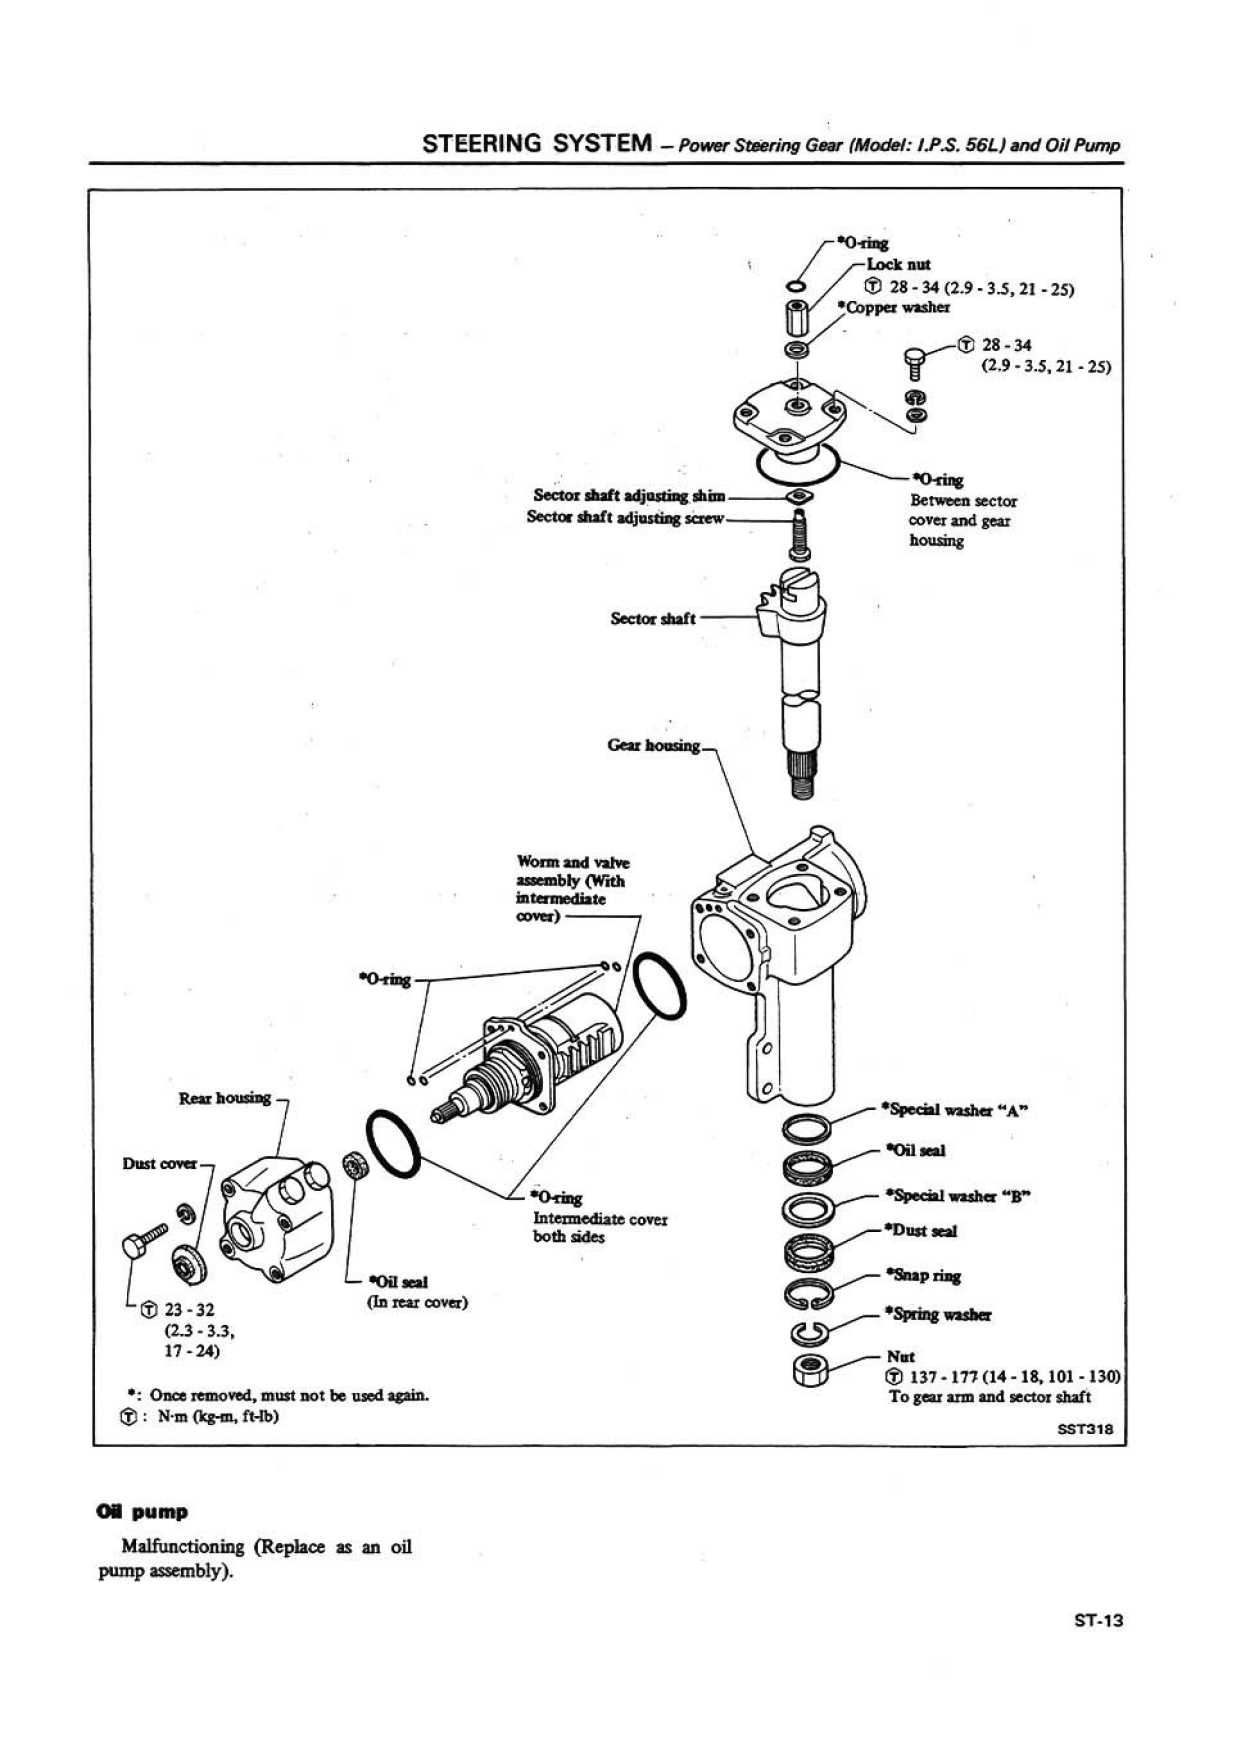 STEERING SYSTEM – Power Steering Gear (Model: I.P.S. 56L) and Oil Pump
*O-ring
Lock nut
Ⓣ 28 - 34 (2.9 - 3.5, 21 - 25)
*Copper washer
Ⓣ 28 - 34
(2.9 - 3.5, 21 - 25)
*O-ring
Between sector
cover and gear
housing
Sector shaft adjusting shim
Sector shaft adjusting screw
Sector shaft
Gear housing
Worm and valve
assembly (With
intermediate
cover)
*O-ring
Rear housing
Dust cover
*O-ring
Intermediate cover
both sides
*Oil seal
(In rear cover)
Ⓣ 23 - 32
(2.3 - 3.3,
17 - 24)
*Special washer “A”
*Oil seal
*Special washer “B”
*Dust seal
*Snap ring
*Spring washer
Nut
Ⓣ 137 - 177 (14 - 18, 101 - 130)
To gear arm and sector shaft
*: Once removed, must not be used again.
Ⓣ : N·m (kg-m, ft-lb)
SST318
Oil pump
Malfunctioning (Replace as an oil
pump assembly).
ST-13